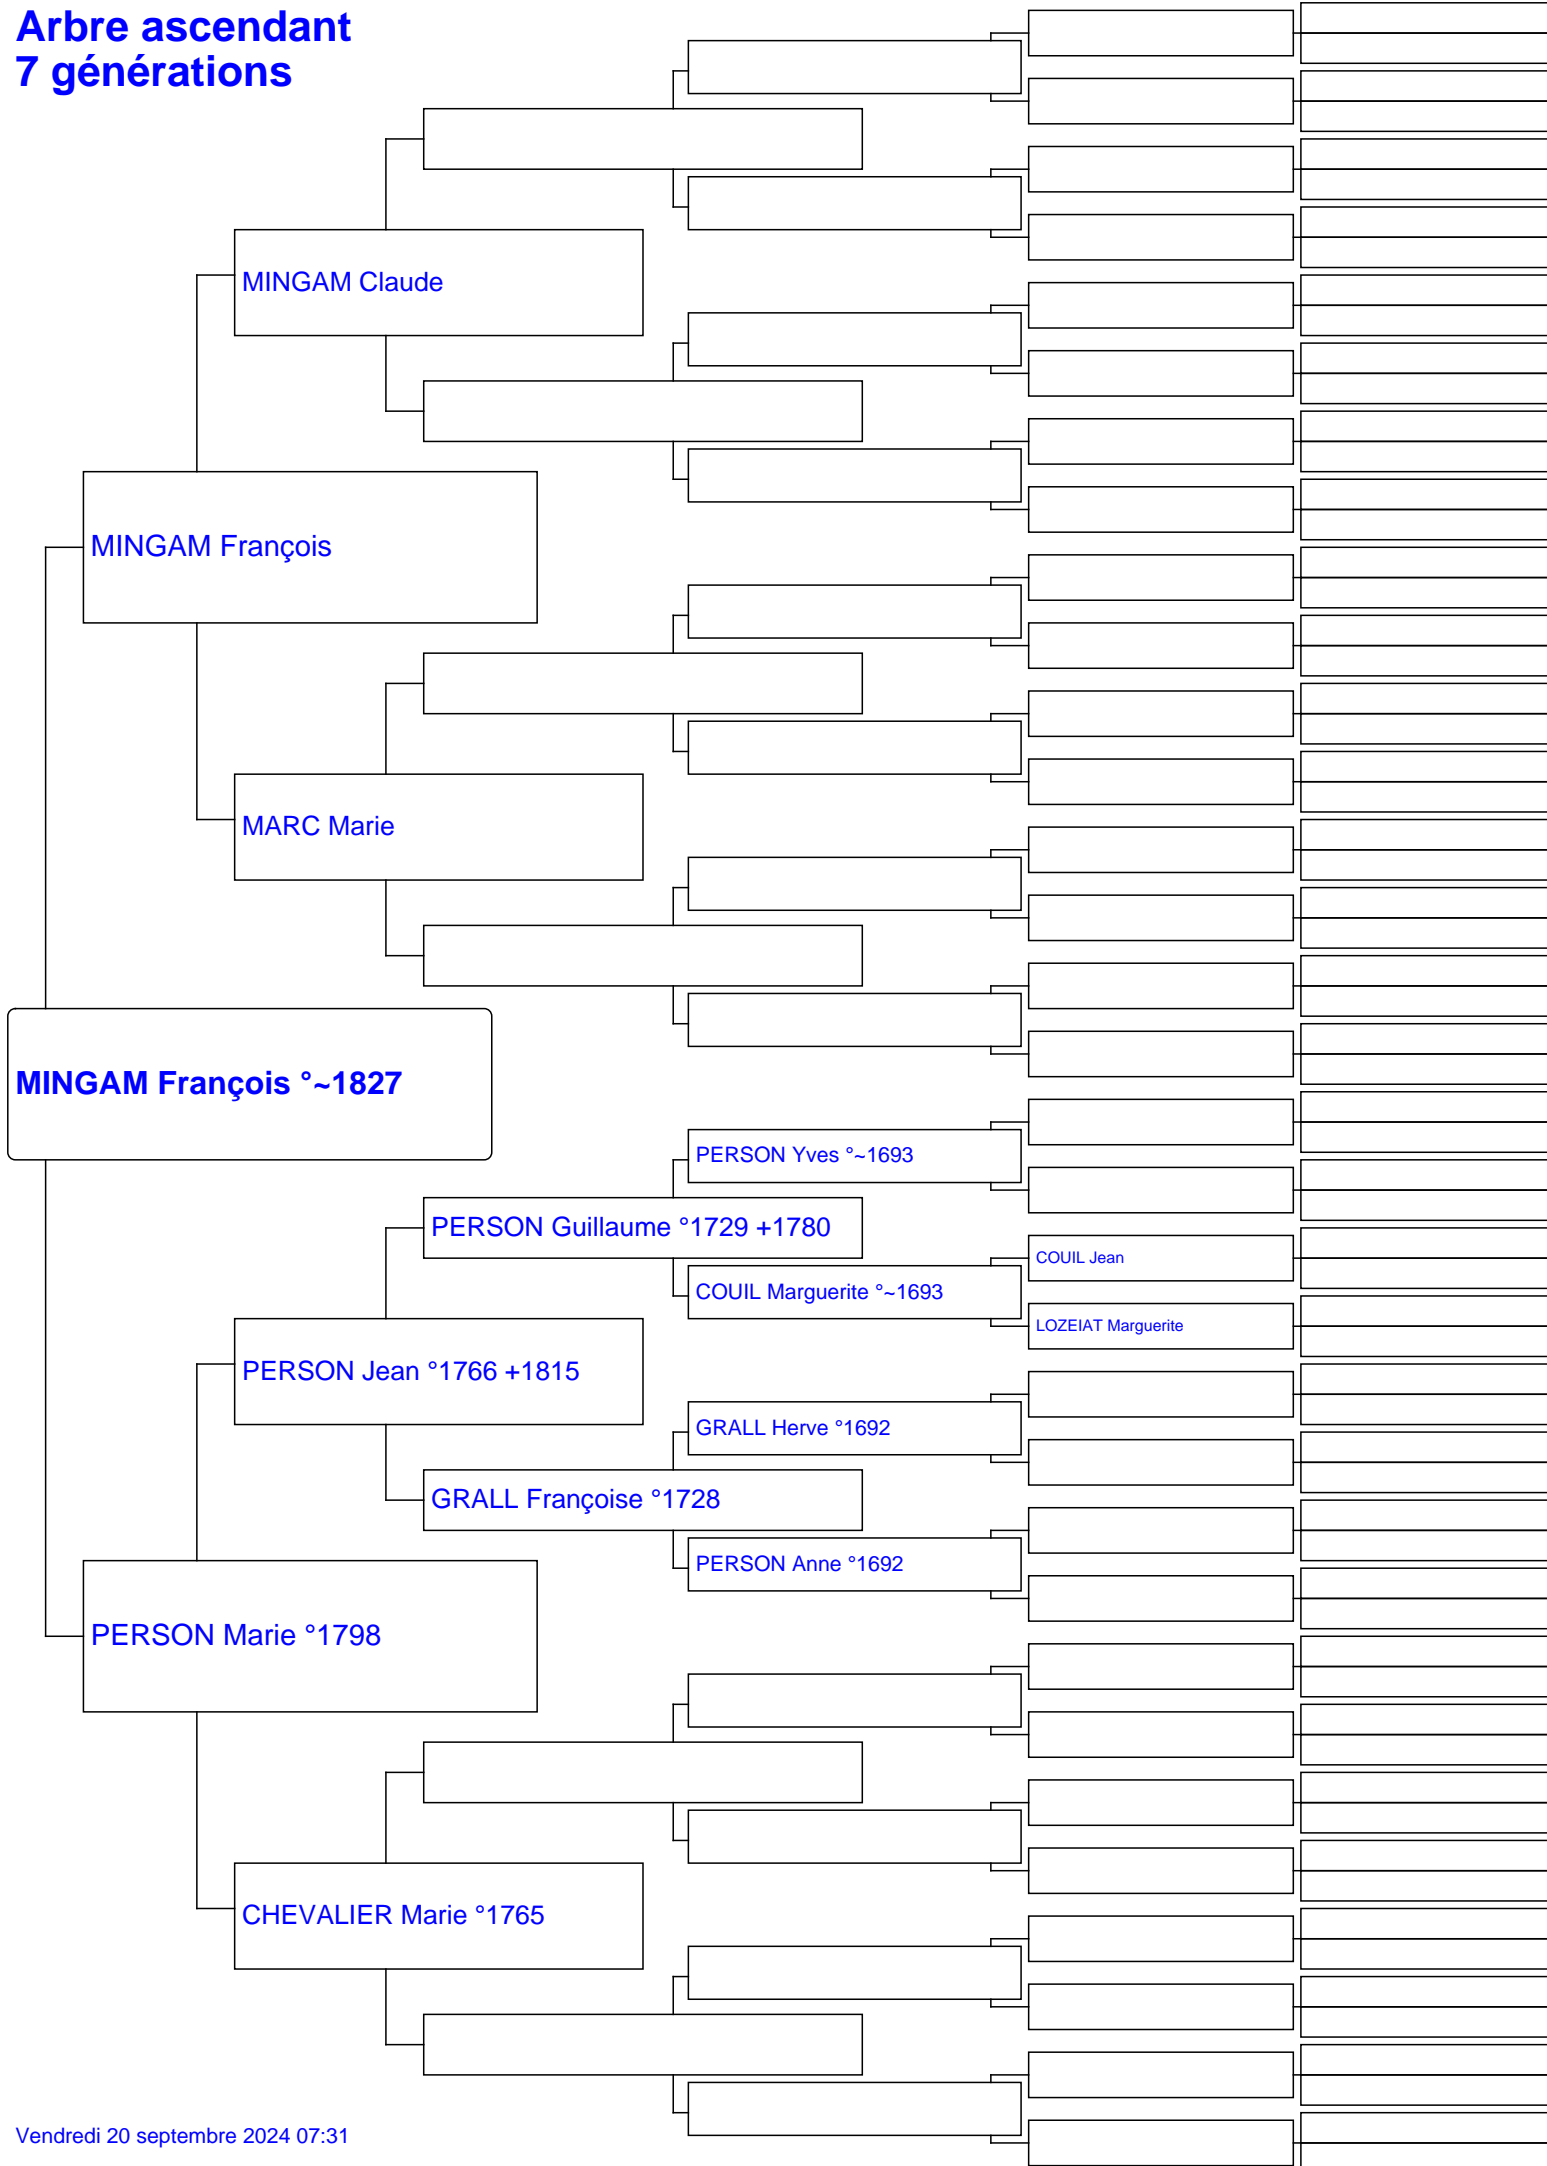 Arbre ascendant
7 générations
MINGAM Claude
MINGAM François
MARC Marie
MINGAM François °~1827
PERSON Yves °~1693
PERSON Guillaume °1729 +1780
COUIL Jean
COUIL Marguerite °~1693
LOZEIAT Marguerite
PERSON Jean °1766 +1815
GRALL Herve °1692
GRALL Françoise °1728
PERSON Anne °1692
PERSON Marie °1798
CHEVALIER Marie °1765
Vendredi 20 septembre 2024 07:31